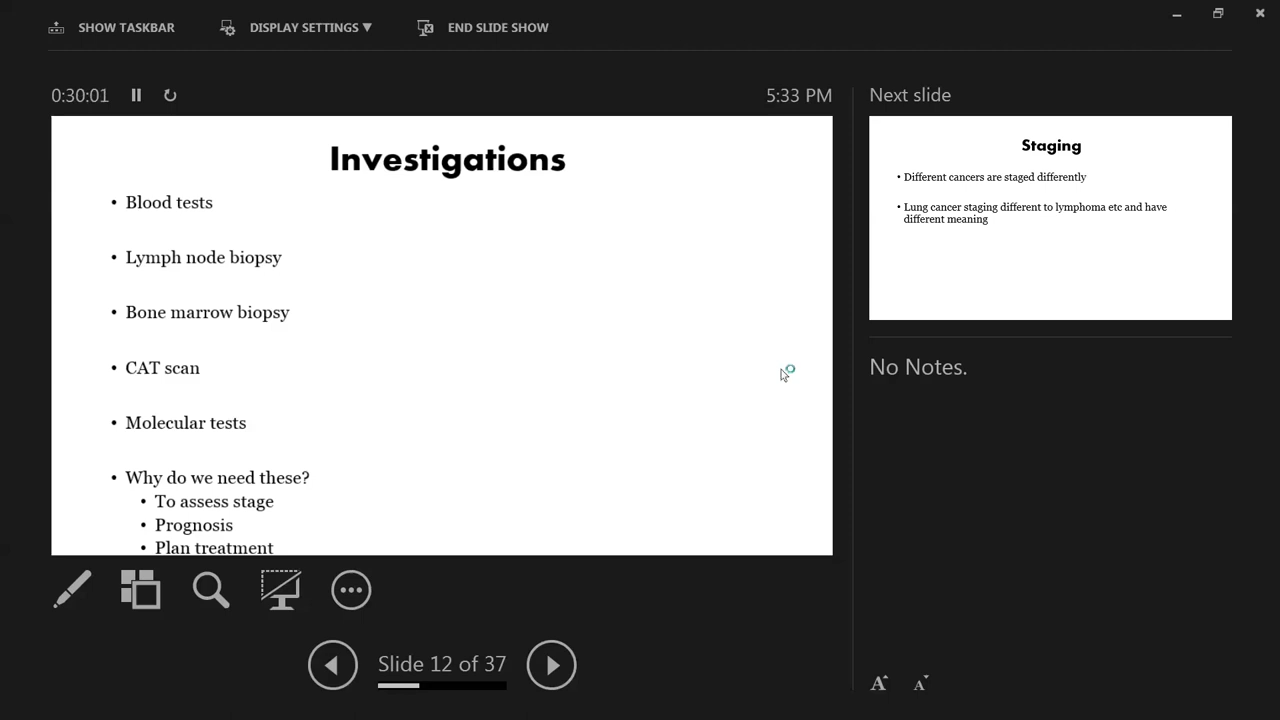 SHOW TASKBAR
DISPLAY SETTINGS ▼
END SLIDE SHOW
0:30:01
5:33 PM
Investigations
• Blood tests
• Lymph node biopsy
• Bone marrow biopsy
• CAT scan
• Molecular tests
• Why do we need these?
• To assess stage
• Prognosis
• Plan treatment
Slide 12 of 37
Next slide
Staging
• Different cancers are staged differently
• Lung cancer staging different to lymphoma etc and have
different meaning
No Notes.
A A